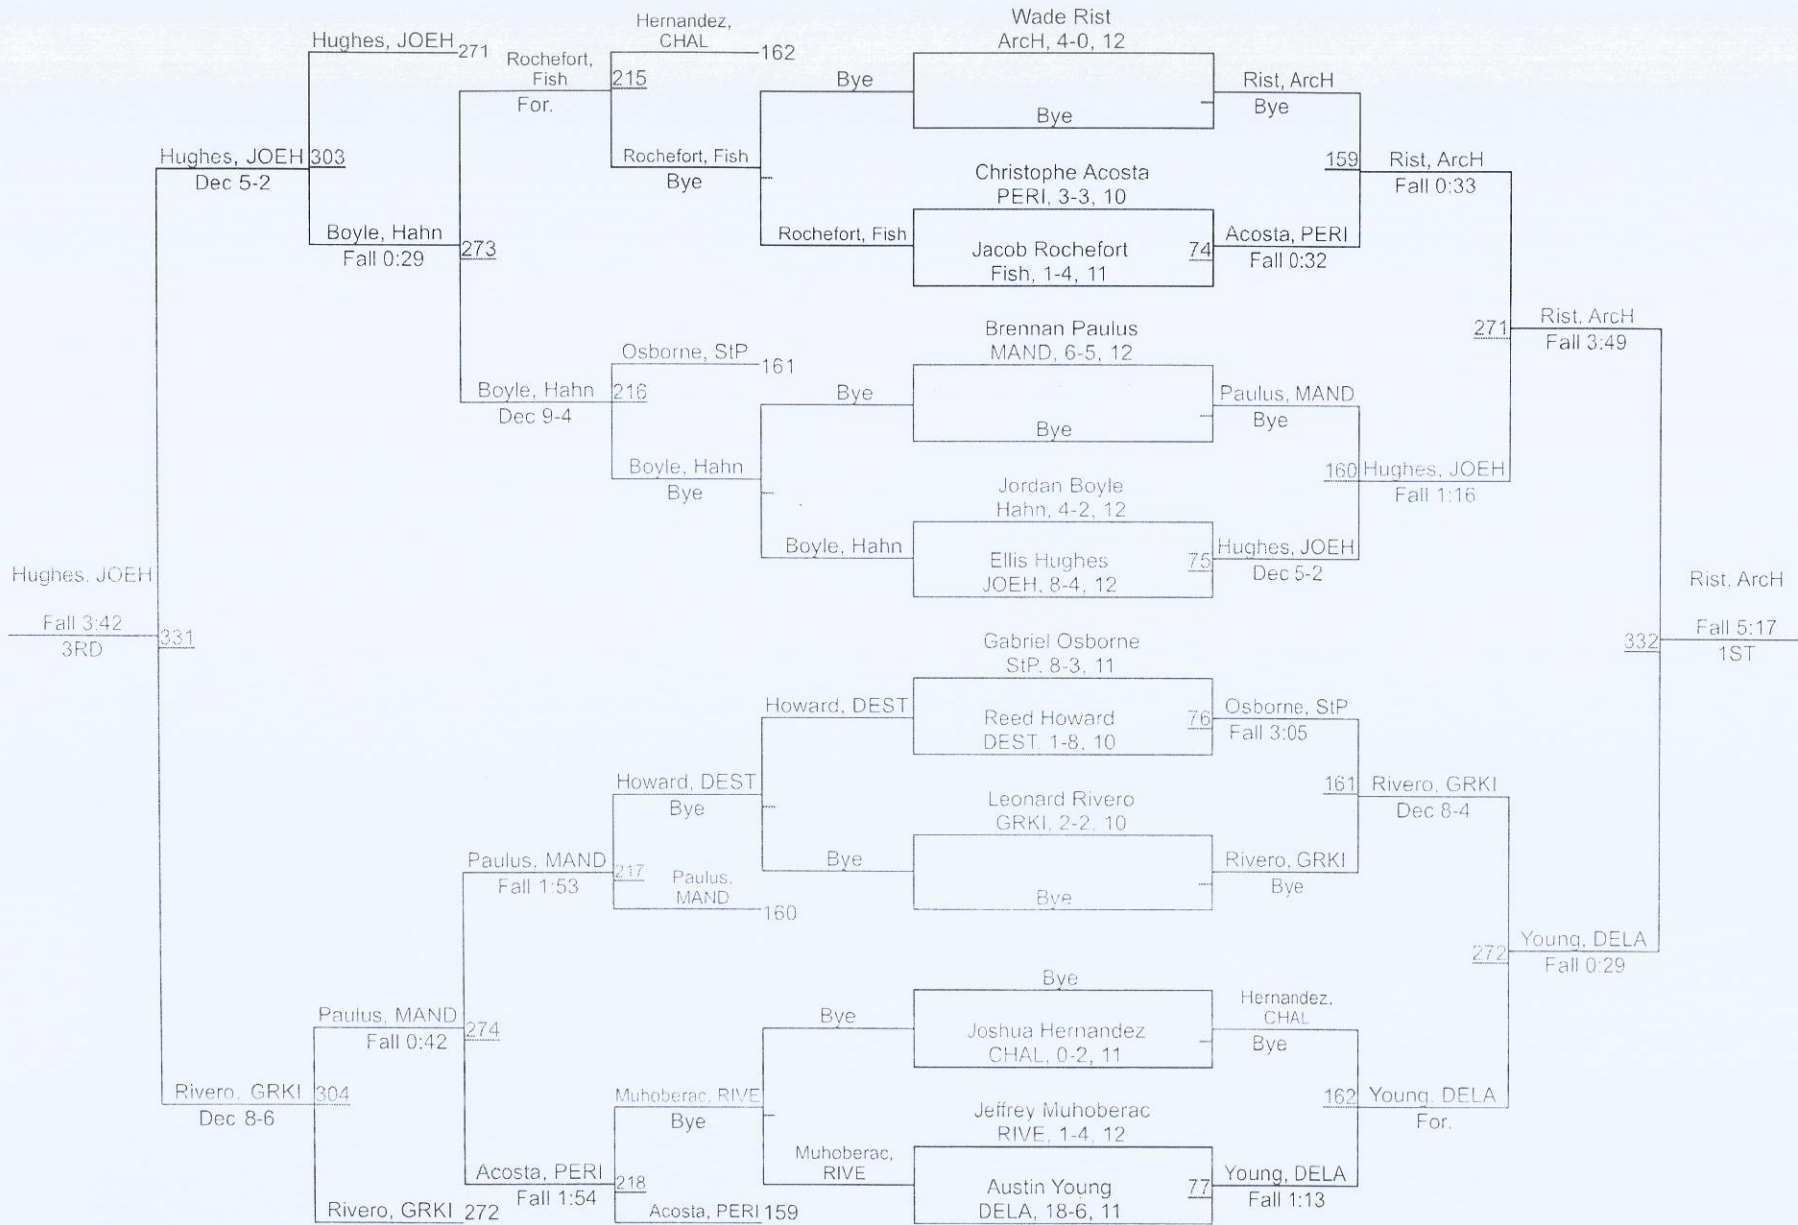 Hughes, JOEH
Fall 3:42
3RD
331
Hughes, JOEH
Dec 5-2
303
Hughes, JOEH
271
Boyle, Hahn
Fall 0:29
273
Rochefort,
Fish
For.
215
Hernandez,
CHAL
162
Rochefort, Fish
Bye
Bye
Rochefort, Fish
Boyle, Hahn
Dec 9-4
216
Osborne, StP
161
Boyle, Hahn
Bye
Bye
Boyle, Hahn
Rivero, GRKI
Dec 8-6
304
Paulus, MAND
Fall 0:42
274
Rivero, GRKI
272
Paulus, MAND
Fall 1:53
217
Howard, DEST
Bye
Paulus,
MAND
160
Howard, DEST
Bye
Acosta, PERI
Fall 1:54
218
Muhoberac, RIVE
Bye
Acosta, PERI
159
Bye
Muhoberac,
RIVE
Wade Rist
ArcH, 4-0, 12
Bye
Christophe Acosta
PERI, 3-3, 10
Jacob Rochefort
Fish, 1-4, 11
74
Brennan Paulus
MAND, 6-5, 12
Bye
Jordan Boyle
Hahn, 4-2, 12
Ellis Hughes
JOEH, 8-4, 12
75
Gabriel Osborne
StP, 8-3, 11
Reed Howard
DEST, 1-8, 10
76
Leonard Rivero
GRKI, 2-2, 10
Bye
Bye
Joshua Hernandez
CHAL, 0-2, 11
Jeffrey Muhoberac
RIVE, 1-4, 12
Austin Young
DELA, 18-6, 11
77
Rist, ArcH
Bye
Acosta, PERI
Fall 0:32
159
Rist, ArcH
Fall 0:33
Paulus, MAND
Bye
Hughes, JOEH
Dec 5-2
160
Hughes, JOEH
Fall 1:16
271
Rist, ArcH
Fall 3:49
Osborne, StP
Fall 3:05
Rivero, GRKI
Bye
161
Rivero, GRKI
Dec 8-4
Hernandez,
CHAL
Bye
Young, DELA
Fall 1:13
162
Young, DELA
For.
272
Young, DELA
Fall 0:29
332
Rist, ArcH
Fall 5:17
1ST